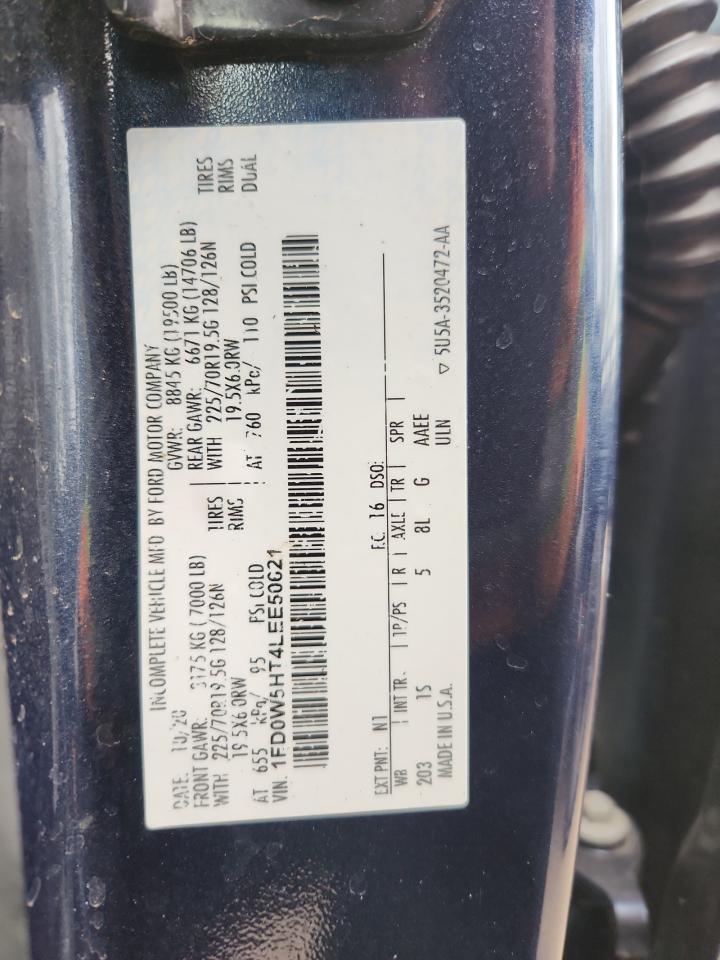 INCOMPLETE VEHICLE MFD BY FORD MOTOR COMPANY
DATE: 10/20 GVWR: 8845 KG (19500 LB)
FRONT GAWR: 3175 KG ( 7000 LB) REAR GAWR: 6671 KG (14706 LB)
WITH 225/70R19.5G 128/126N TIRES WITH 225/70R19.5G 128/126N TIRES
19.5X6.0RW RIMS 19.5X6.0RW RIMS
AT 655 kPa/ 95 PSI COLD AT 760 kPa/ 110 PSI COLD DUAL
VIN: 1FD0W5HT4LEE50621
EXT PNT: N1 F.C. 16 DSO:
WB | INT TR. | TP/PS | R | AXLE | TR | SPR |
203 1S 5 8L G AAEE
MADE IN U.S.A. ULN
▽ 5U5A-3520472-AA